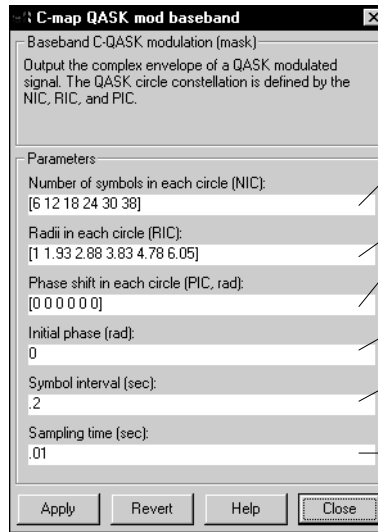 C-map QASK mod baseband
Baseband C-QASK modulation (mask)
Output the complex envelope of a QASK modulated
signal. The QASK circle constellation is defined by the
NIC, RIC, and PIC.
Parameters
Number of symbols in each circle (NIC):
[6 12 18 24 30 38]
Radii in each circle (RIC):
[1 1.93 2.88 3.83 4.78 6.05]
Phase shift in each circle (PIC, rad):
[0 0 0 0 0 0]
Initial phase (rad)
0
Symbol interval (sec):
.2
Sampling time (sec):
.01
Apply Revert Help Close